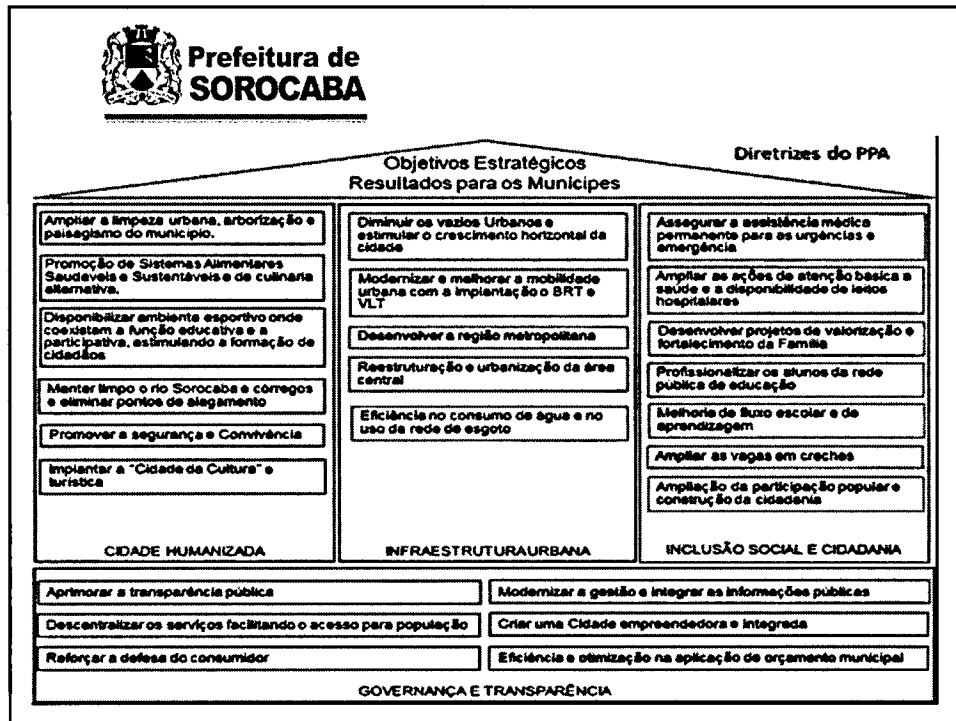 Prefeitura de
SOROCABA
Diretrizes do PPA
Objetivos Estratégicos
Resultados para os Munícipes
Ampliar a limpeza urbana, arborização e
paisagismo do município.
Promoção de Sistemas Alimentares
Saudáveis e Sustentáveis e de culinária
alternativa.
Disponibilizar ambiente esportivo onde
coexistam a função educativa e a
participativa, estimulando a formação de
cidadãos
Manter limpo o rio Sorocaba e córregos
e eliminar pontos de alagamento
Promover a segurança e Convivência
Implantar a "Cidade da Cultura" e
turística
CIDADE HUMANIZADA
Diminuir os vazios Urbanos e
estimular o crescimento horizontal da
cidade
Modernizar e melhorar a mobilidade
urbana com a implantação o BRT e
VLT
Desenvolver a região metropolitana
Reestruturação e urbanização da área
central
Eficiência no consumo de água e no
uso da rede de esgoto
INFRAESTRUTURAURBANA
Assegurar a assistência médica
permanente para as urgências e
emergência
Ampliar as ações de atenção basica a
saúde e a disponibilidade de leitos
hospitalares
Desenvolver projetos de valorização e
fortalecimento da Família
Profissionalizar os alunos da rede
pública de educação
Melhoria de fluxo escolar e de
aprendizagem
Ampliar as vagas em creches
Ampliação da participação popular e
construção da cidadania
INCLUSÃO SOCIAL E CIDADANIA
Aprimorar a transparência pública
Modernizar a gestão e integrar as informações públicas
Descentralizar os serviços facilitando o acesso para população
Criar uma Cidade empreendedora e integrada
Reforçar a defesa do consumidor
Eficiência e otimização na aplicação do orçamento municipal
GOVERNANÇA E TRANSPARÊNCIA